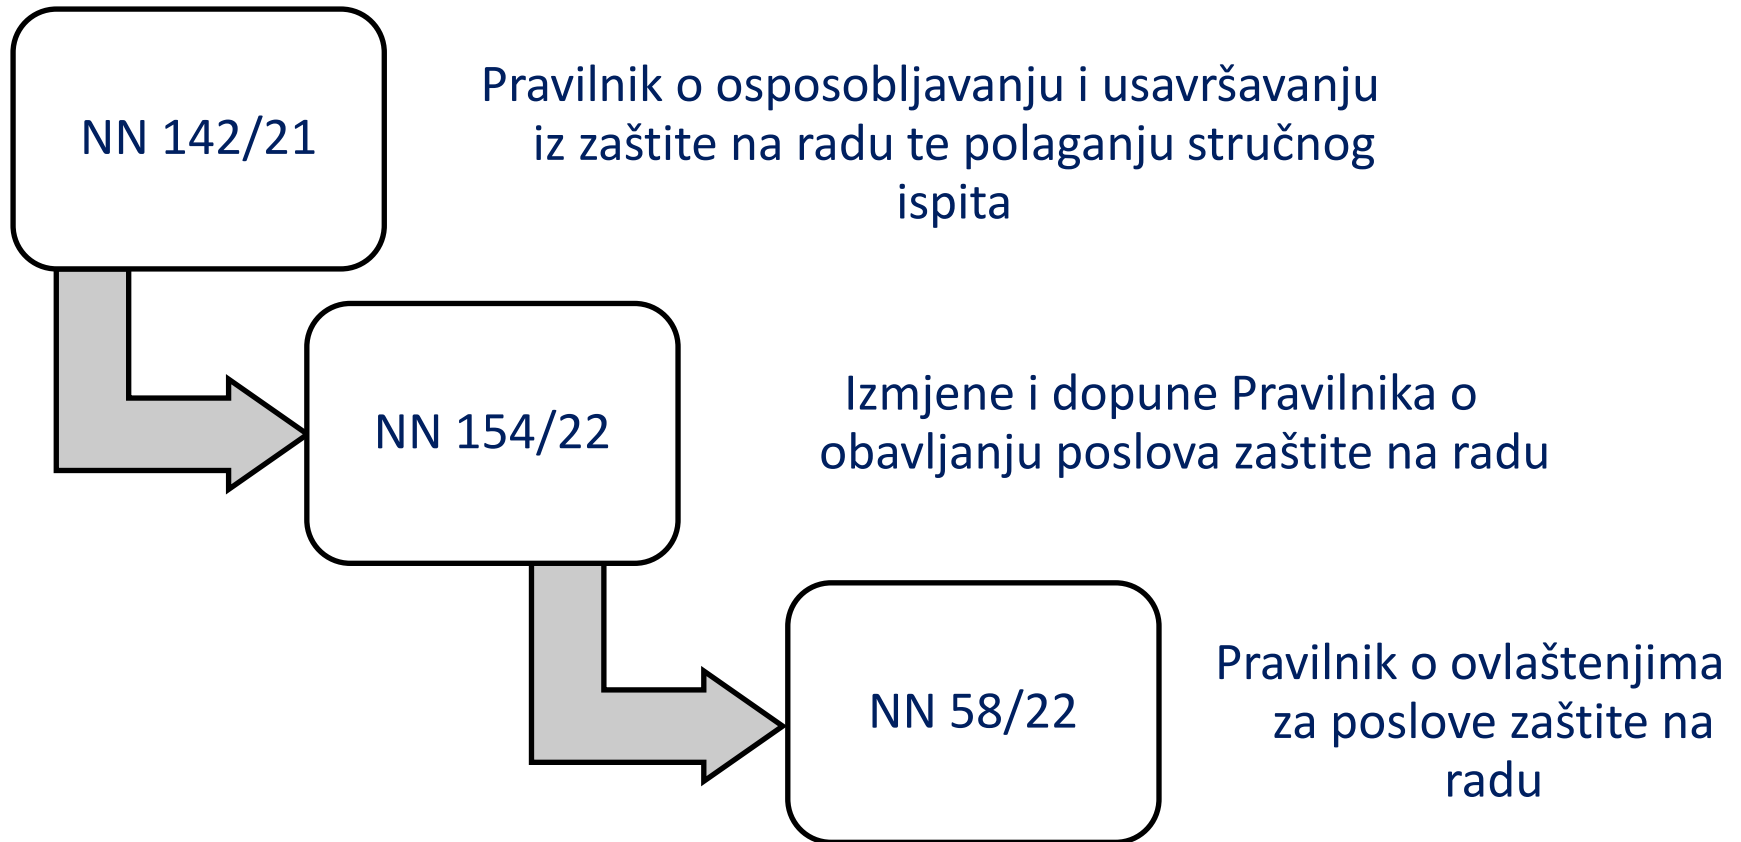 NN 142/21
Pravilnik o osposobljavanju i usavršavanju
iz zaštite na radu te polaganju stručnog
ispita
NN 154/22
Izmjene i dopune Pravilnika o
obavljanju poslova zaštite na radu
NN 58/22
Pravilnik o ovlaštenjima
za poslove zaštite na
radu